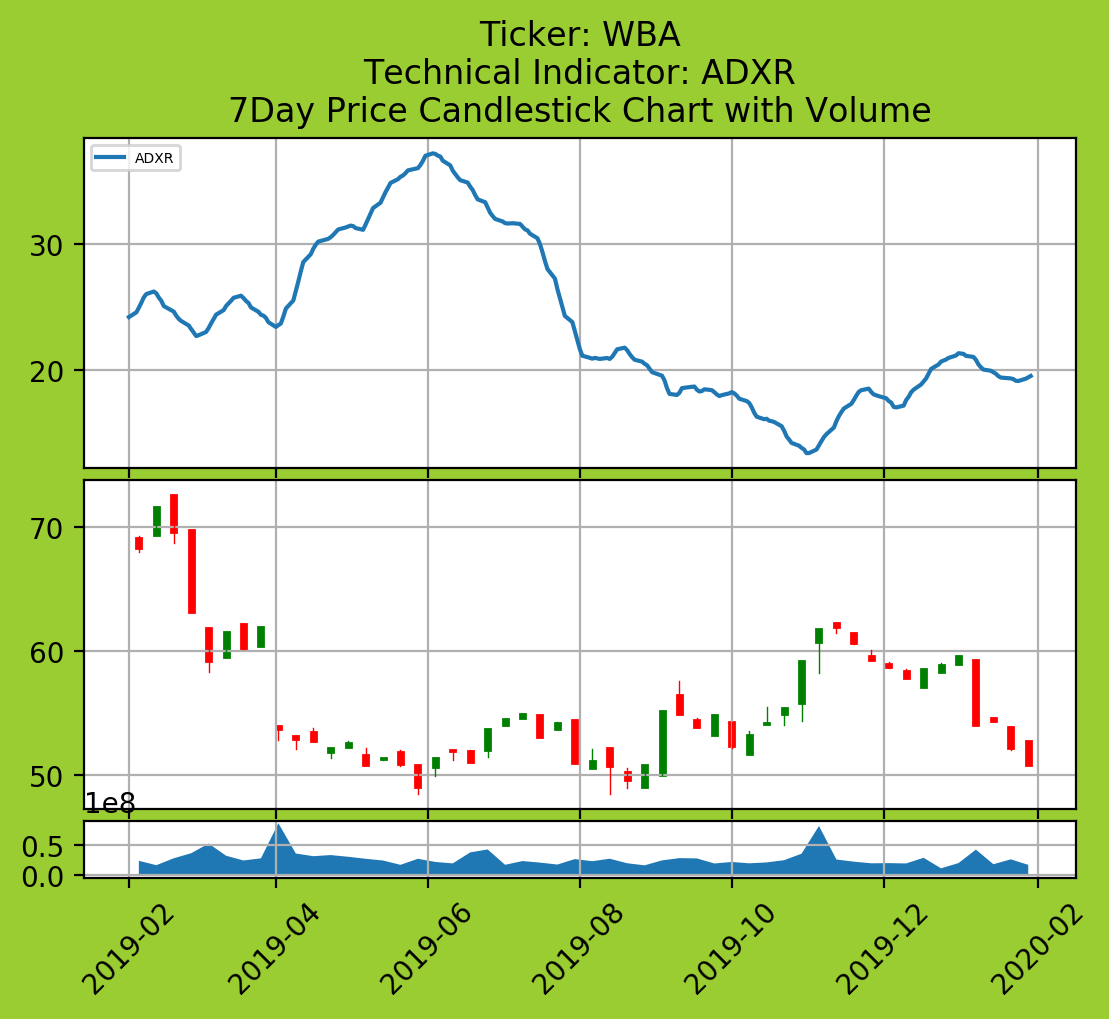 Ticker: WBA
Technical Indicator: ADXR
7Day Price Candlestick Chart with Volume
ADXR
30
20
70
60
50
1e8
0.5
0.0
2019-02
2019-04
2019-06
2019-08
2019-10
2019-12
2020-02